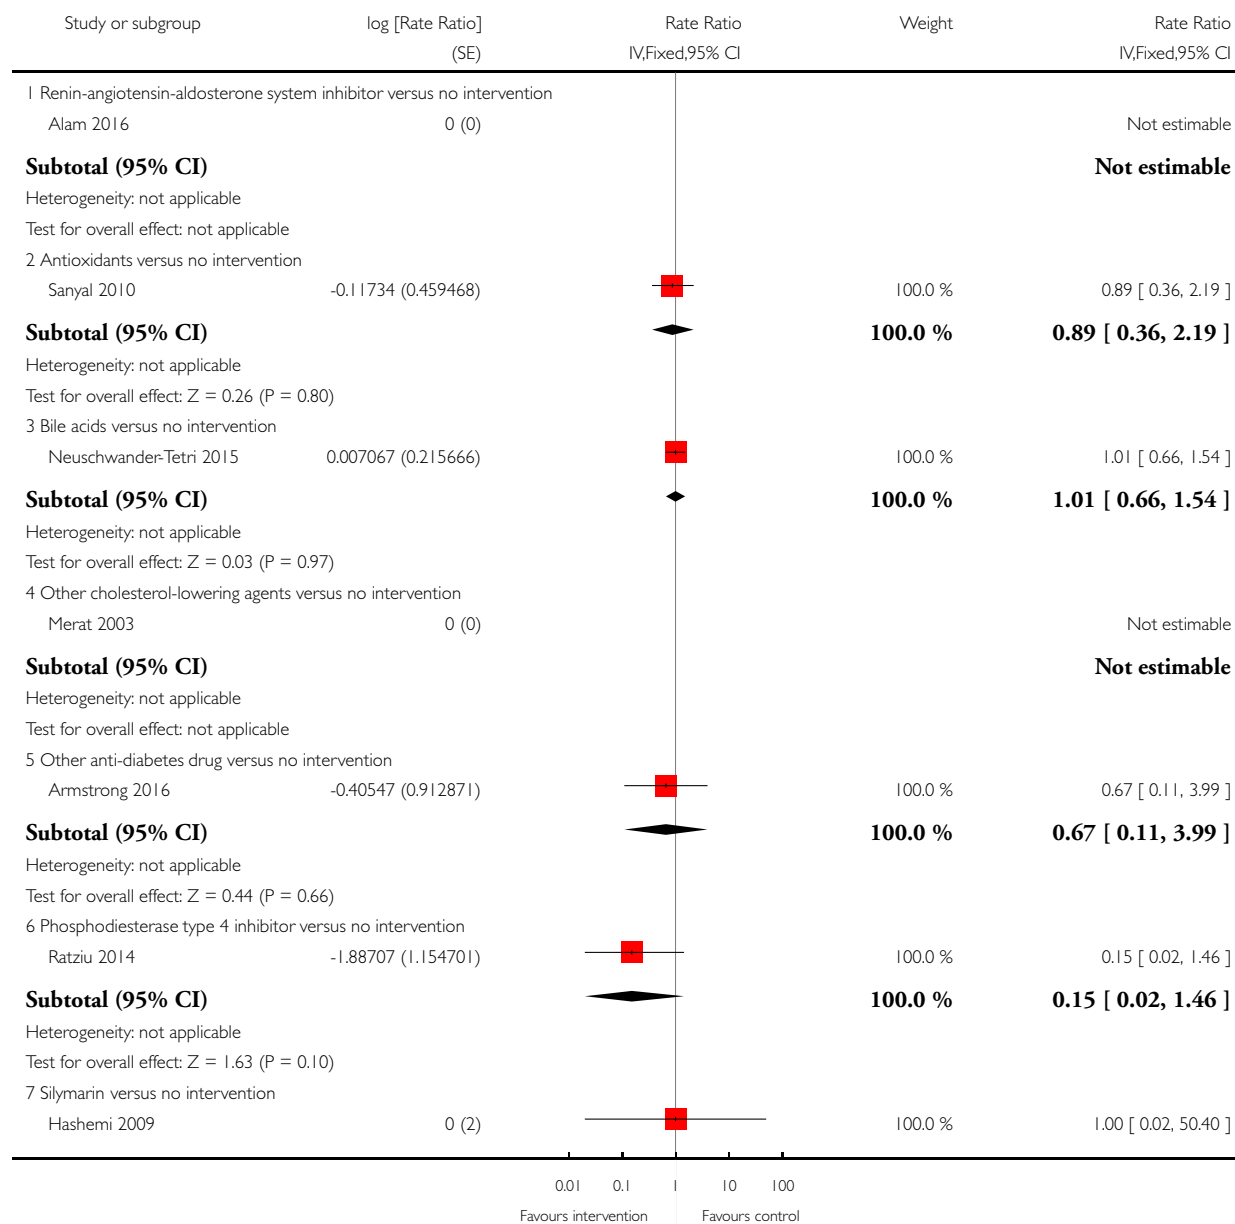 Study or subgroup log [Rate Ratio] Rate Ratio Weight Rate Ratio
(SE) IV,Fixed,95% CI IV,Fixed,95% CI
1 Renin-angiotensin-aldosterone system inhibitor versus no intervention
Alam 2016 0 (0) Not estimable
Subtotal (95% CI) Not estimable
Heterogeneity: not applicable
Test for overall effect: not applicable
2 Antioxidants versus no intervention
Sanyal 2010 -0.11734 (0.459468) 100.0 % 0.89 [ 0.36, 2.19 ]
Subtotal (95% CI) 100.0 % 0.89 [ 0.36, 2.19 ]
Heterogeneity: not applicable
Test for overall effect: Z = 0.26 (P = 0.80)
3 Bile acids versus no intervention
Neuschwander-Tetri 2015 0.007067 (0.215666) 100.0 % 1.01 [ 0.66, 1.54 ]
Subtotal (95% CI) 100.0 % 1.01 [ 0.66, 1.54 ]
Heterogeneity: not applicable
Test for overall effect: Z = 0.03 (P = 0.97)
4 Other cholesterol-lowering agents versus no intervention
Merat 2003 0 (0) Not estimable
Subtotal (95% CI) Not estimable
Heterogeneity: not applicable
Test for overall effect: not applicable
5 Other anti-diabetes drug versus no intervention
Armstrong 2016 -0.40547 (0.912871) 100.0 % 0.67 [ 0.11, 3.99 ]
Subtotal (95% CI) 100.0 % 0.67 [ 0.11, 3.99 ]
Heterogeneity: not applicable
Test for overall effect: Z = 0.44 (P = 0.66)
6 Phosphodiesterase type 4 inhibitor versus no intervention
Ratziu 2014 -1.88707 (1.154701) 100.0 % 0.15 [ 0.02, 1.46 ]
Subtotal (95% CI) 100.0 % 0.15 [ 0.02, 1.46 ]
Heterogeneity: not applicable
Test for overall effect: Z = 1.63 (P = 0.10)
7 Silymarin versus no intervention
Hashemi 2009 0 (2) 100.0 % 1.00 [ 0.02, 50.40 ]
0.01 0.1 1 10 100
Favours intervention Favours control